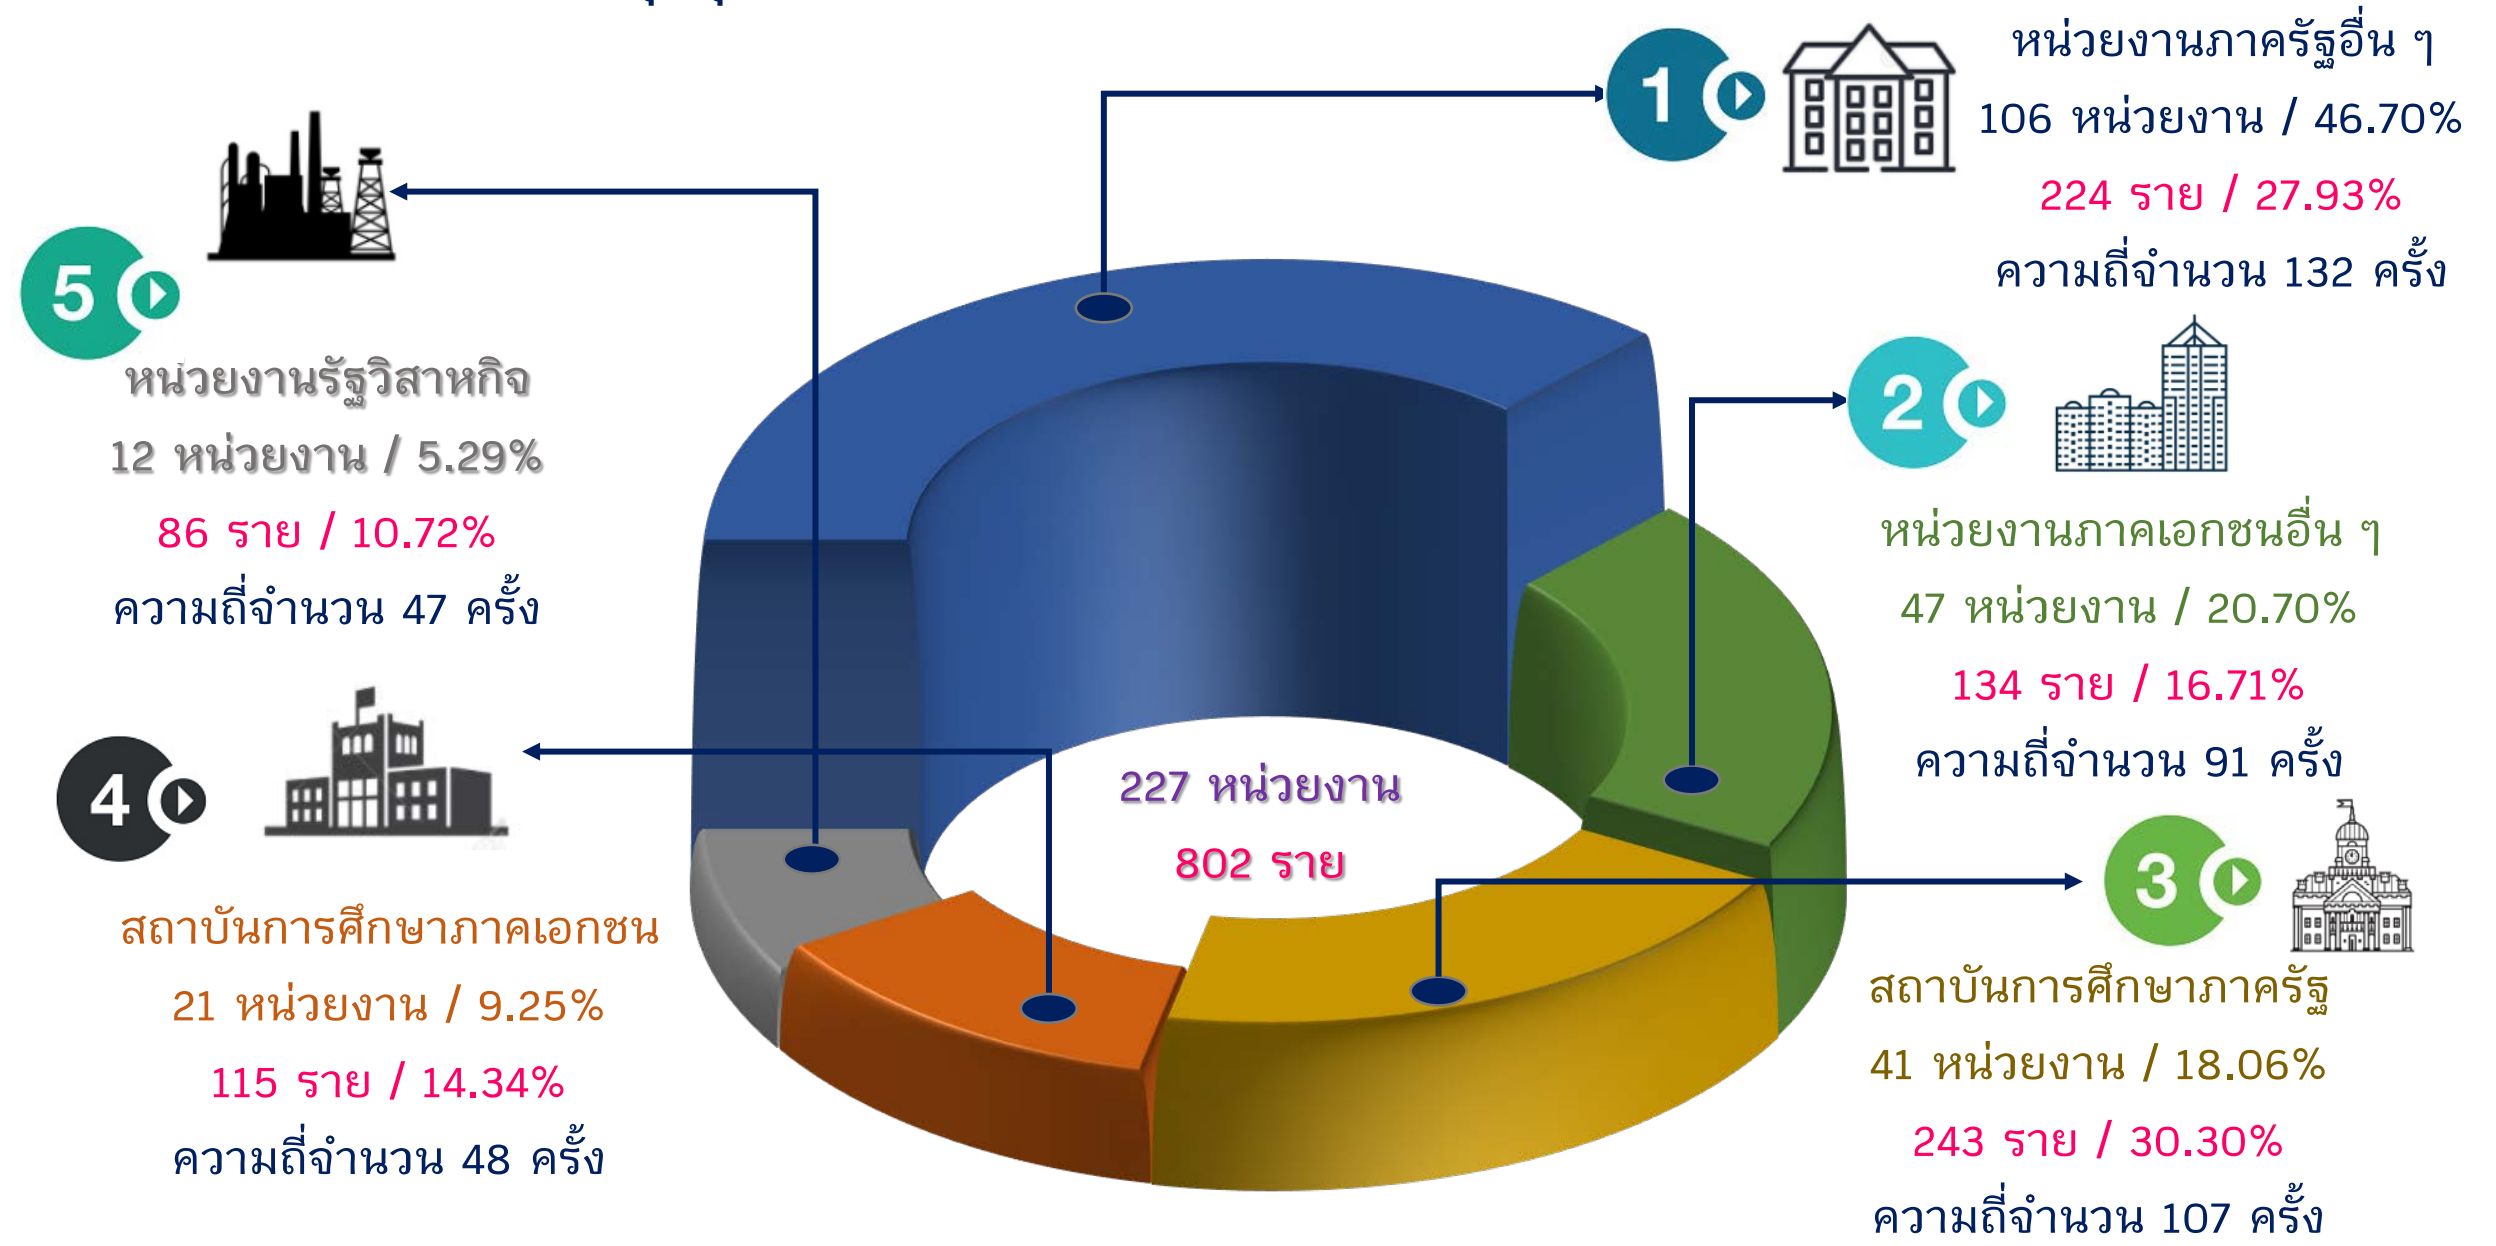 1
หน่วยงานภาครัฐอื่น ๆ
106 หน่วยงาน / 46.70%
224 ราย / 27.93%
ความถี่จำนวน 132 ครั้ง
2
หน่วยงานภาคเอกชนอื่น ๆ
47 หน่วยงาน / 20.70%
134 ราย / 16.71%
ความถี่จำนวน 91 ครั้ง
3
สถาบันการศึกษาภาครัฐ
41 หน่วยงาน / 18.06%
243 ราย / 30.30%
ความถี่จำนวน 107 ครั้ง
4
สถาบันการศึกษาภาคเอกชน
21 หน่วยงาน / 9.25%
115 ราย / 14.34%
ความถี่จำนวน 48 ครั้ง
5
หน่วยงานรัฐวิสาหกิจ
12 หน่วยงาน / 5.29%
86 ราย / 10.72%
ความถี่จำนวน 47 ครั้ง
227 หน่วยงาน
802 ราย